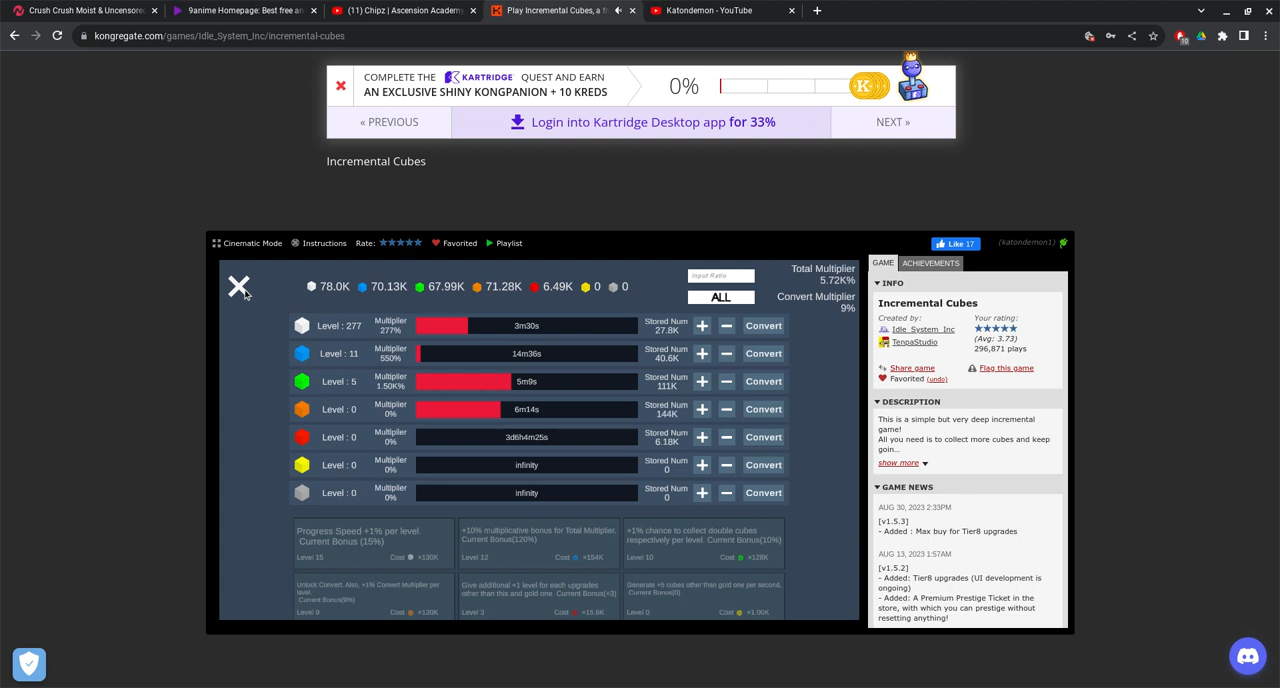 Crush Crush Moist & Uncensored
9anime Homepage: Best free an
(11) Chipz | Ascension Academy
Play Incremental Cubes, a f
Katondemon - YouTube
kongregate.com/games/Idle_System_Inc/incremental-cubes
10
COMPLETE THE KARTRIDGE QUEST AND EARN
AN EXCLUSIVE SHINY KONGPANION + 10 KREDS
0%
« PREVIOUS
Login into Kartridge Desktop app for 33%
NEXT »
Incremental Cubes
Cinematic Mode Instructions Rate: Favorited Playlist
Like 17
(katondemon1)
78.0K 70.13K 67.99K 71.28K 6.49K 0 0
Input Ratio
ALL
Total Multiplier
5.72K%
Convert Multiplier
9%
Level : 277 Multiplier 277% 3m30s Stored Num 27.8K + − Convert
Level : 11 Multiplier 550% 14m36s Stored Num 40.6K + − Convert
Level : 5 Multiplier 1.50K% 5m9s Stored Num 111K + − Convert
Level : 0 Multiplier 0% 6m14s Stored Num 144K + − Convert
Level : 0 Multiplier 0% 3d6h4m25s Stored Num 6.18K + − Convert
Level : 0 Multiplier 0% infinity Stored Num 0 + − Convert
Level : 0 Multiplier 0% infinity Stored Num 0 + − Convert
Progress Speed +1% per level.
Current Bonus (15%)
Level 15 Cost ×130K
+10% multiplicative bonus for Total Multiplier.
Current Bonus(120%)
Level 12 Cost ×154K
+1% chance to collect double cubes
respectively per level. Current Bonus(10%)
Level 10 Cost ×128K
Unlock Convert. Also, +1% Convert Multiplier per
level.
Current Bonus(9%)
Level 9 Cost ×130K
Give additional +1 level for each upgrades
other than this and gold one. Current Bonus(+3)
Level 3 Cost ×15.8K
Generate +5 cubes other than gold one per second.
Current Bonus(0)
Level 0 Cost ×1.00K
GAME ACHIEVEMENTS
INFO
Incremental Cubes
Created by:
Idle_System_Inc
TenpaStudio
Your rating:
(Avg: 3.73)
296,871 plays
Share game
Flag this game
Favorited (undo)
DESCRIPTION
This is a simple but very deep incremental
game!
All you need is to collect more cubes and keep
goin...
show more
GAME NEWS
AUG 30, 2023 2:33PM
[v1.5.3]
- Added : Max buy for Tier8 upgrades
AUG 13, 2023 1:57AM
[v1.5.2]
- Added: Tier8 upgrades (UI development is
ongoing)
- Added: A Premium Prestige Ticket in the
store, with which you can prestige without
resetting anything!